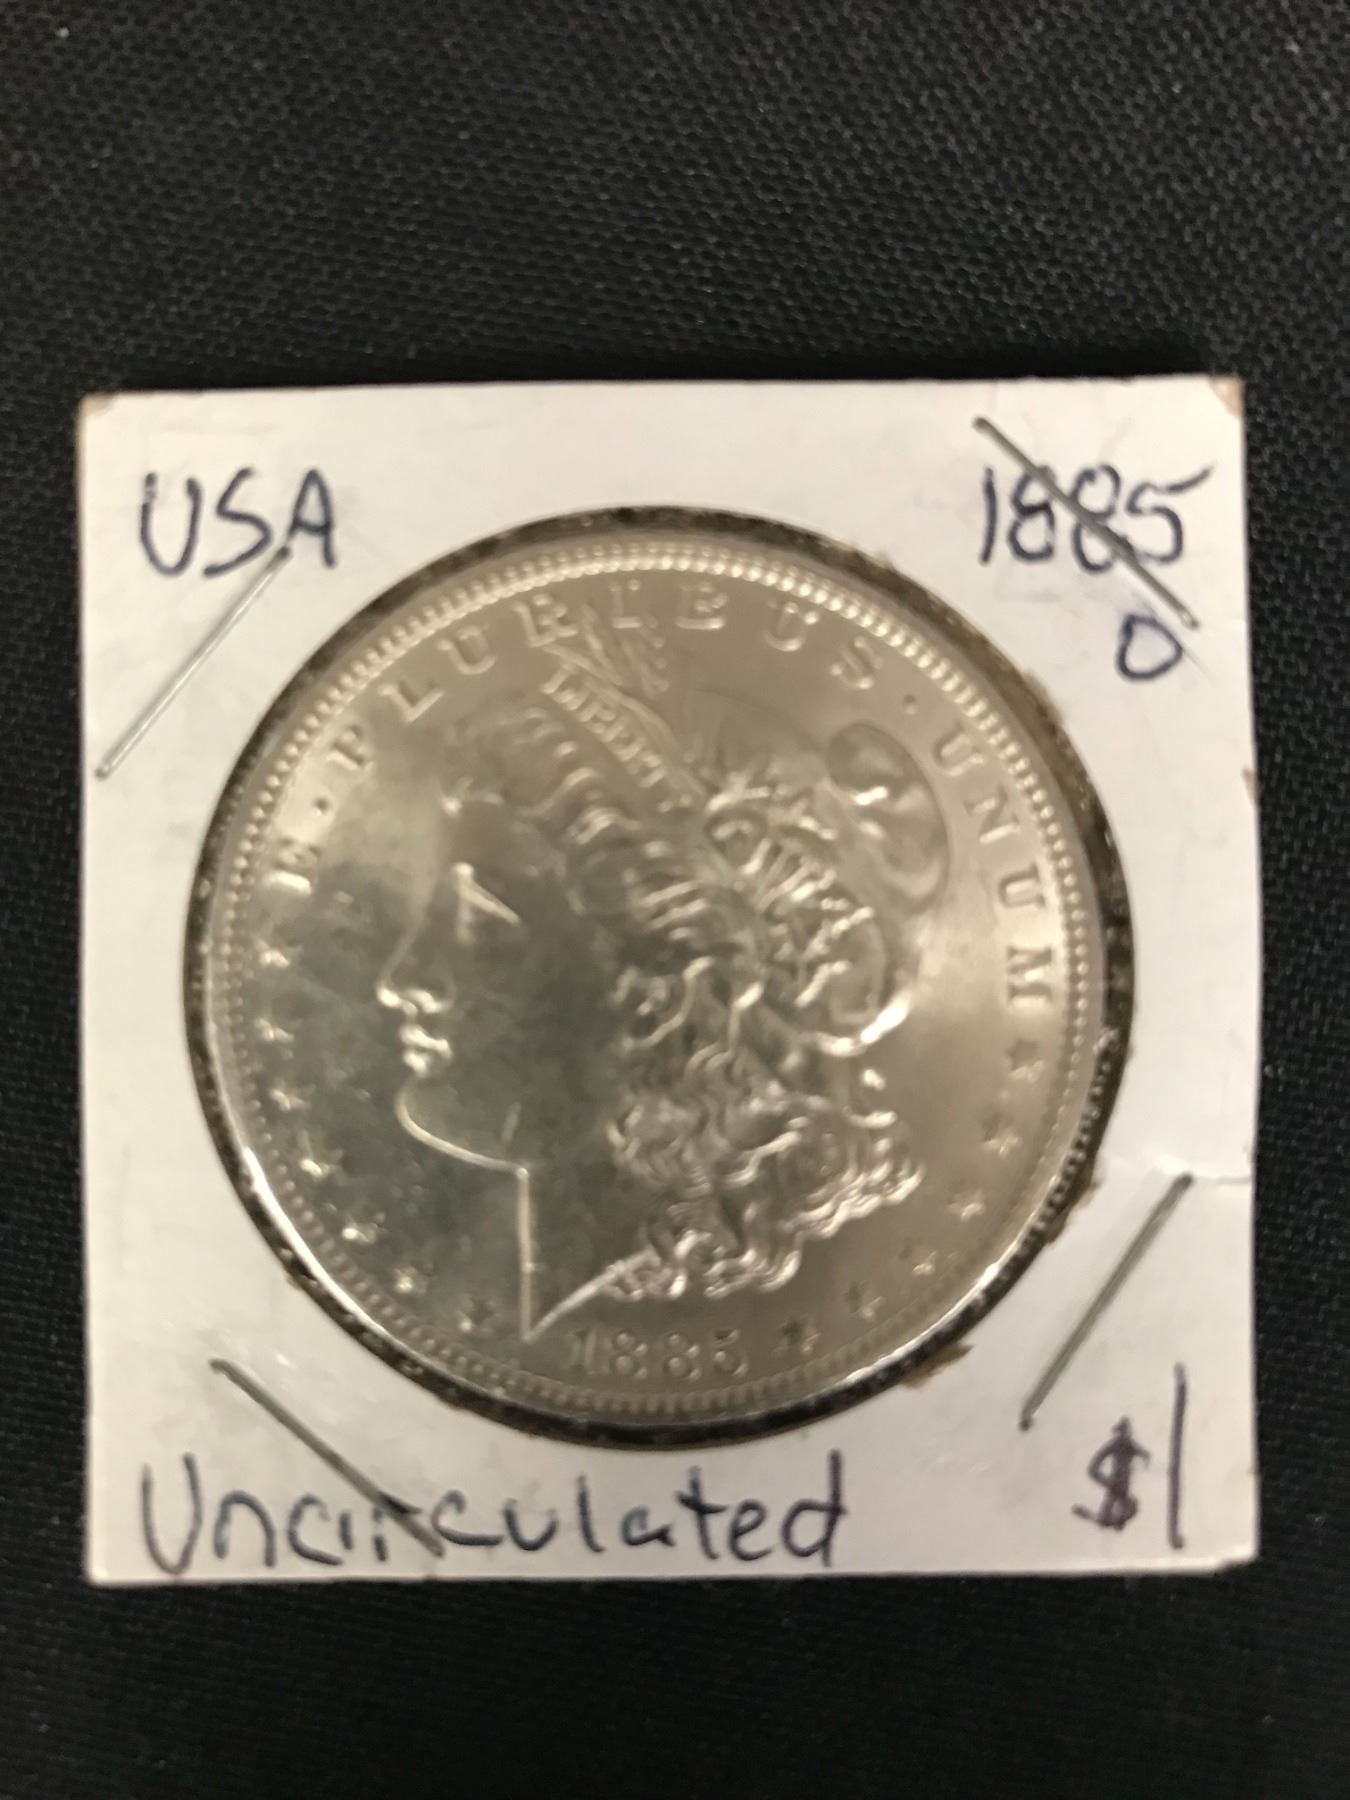 USA
1885
O
E · PLURIBUS · UNUM
LIBERTY
1885
Uncirculated
$1